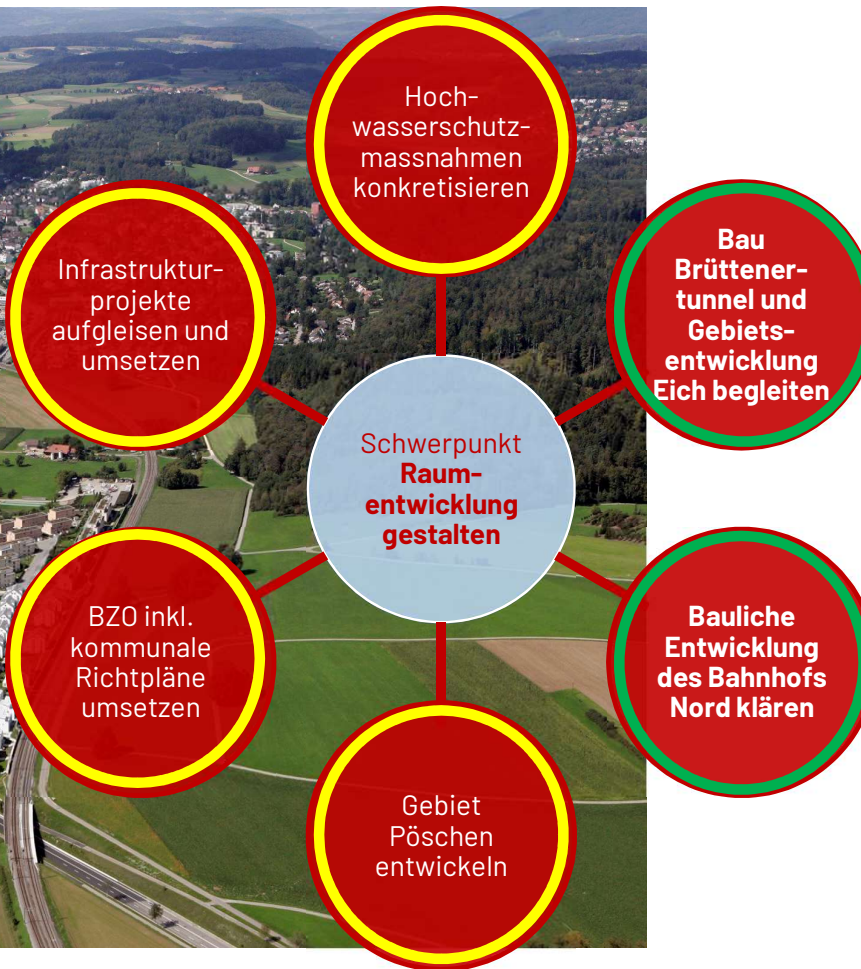 Hoch-
wasserschutz-
massnahmen
konkretisieren
Infrastruktur-
projekte
aufgleisen und
umsetzen
Bau
Brüttener-
tunnel und
Gebiets-
entwicklung
Eich begleiten
Schwerpunkt
Raum-
entwicklung
gestalten
BZO inkl.
kommunale
Richtpläne
umsetzen
Bauliche
Entwicklung
des Bahnhofs
Nord klären
Gebiet
Pöschen
entwickeln